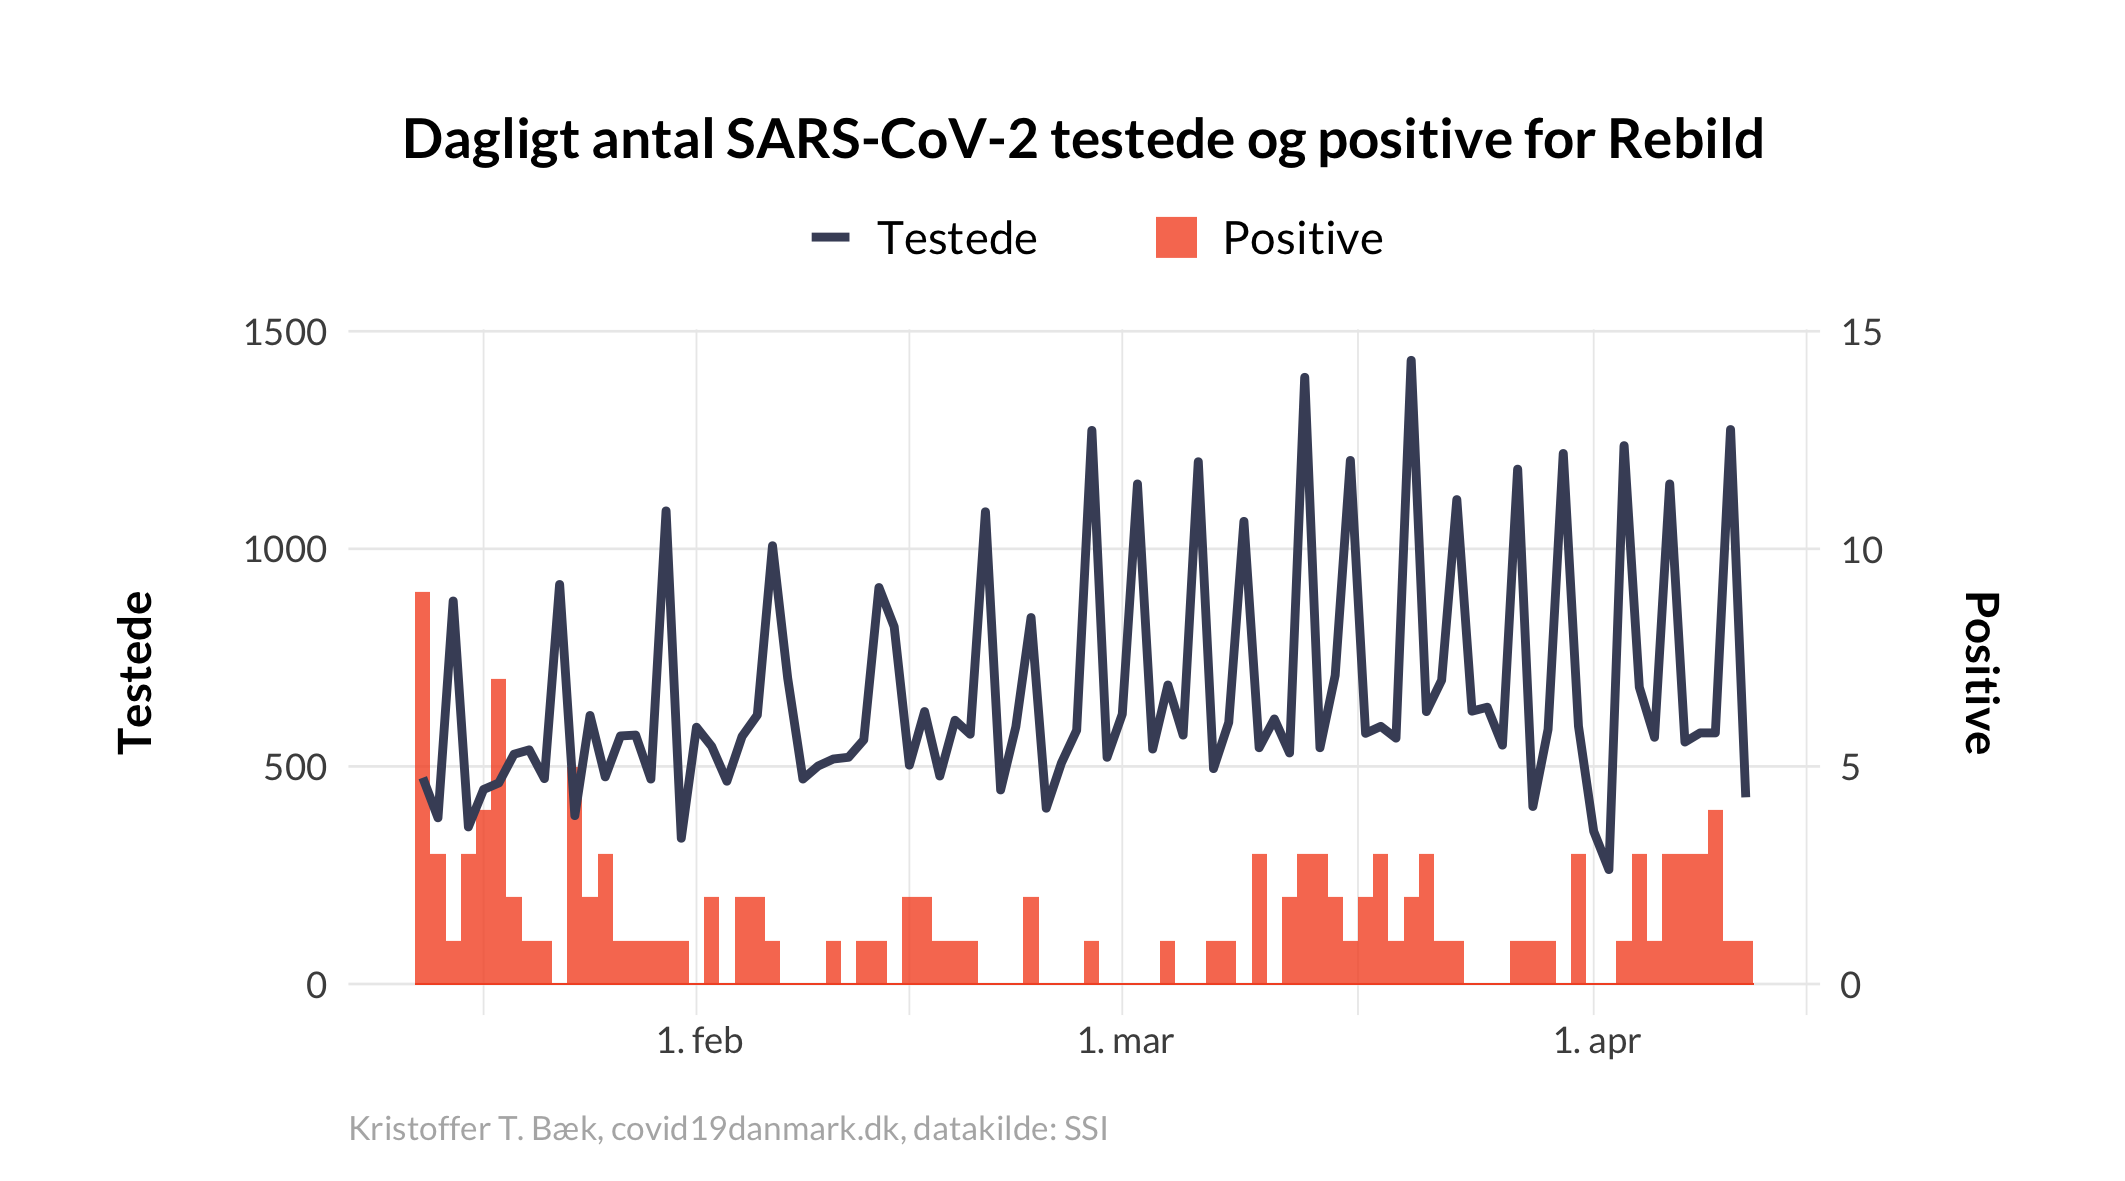 Dagligt antal SARS-CoV-2 testede og positive for Rebild
Testede
Positive
1500
1000
500
0
15
10
5
0
Testede
Positive
1. feb
1. mar
1. apr
Kristoffer T. Bæk, covid19danmark.dk, datakilde: SSI